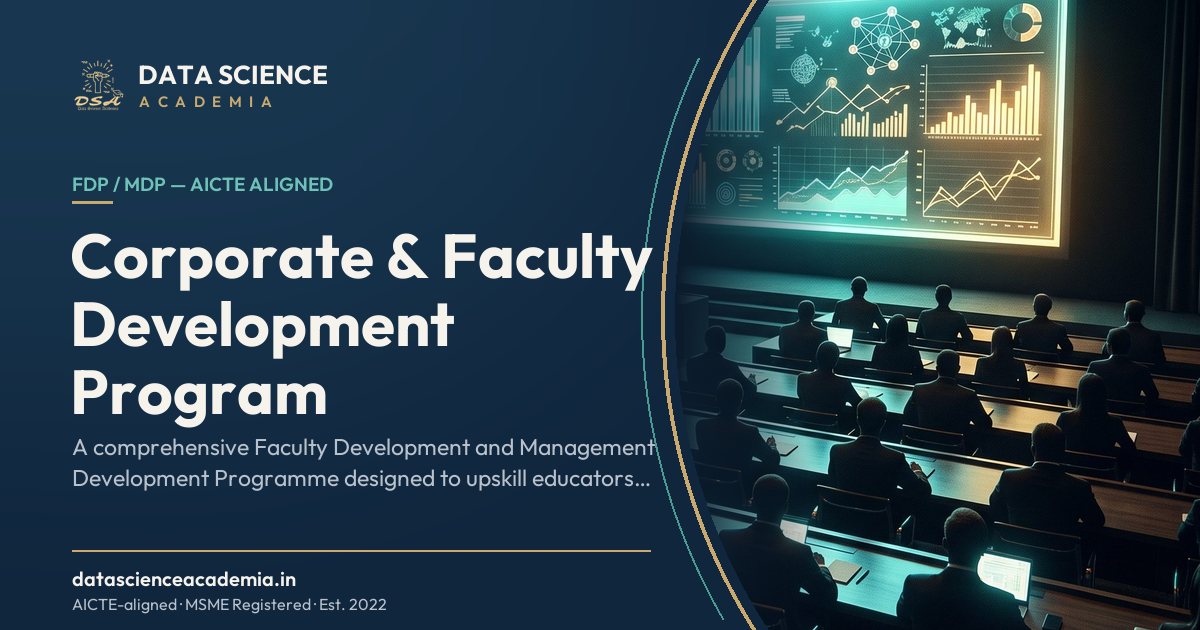 DSA
DATA SCIENCE
ACADEMIA
FDP / MDP — AICTE ALIGNED
Corporate & Faculty
Development
Program
A comprehensive Faculty Development and Management
Development Programme designed to upskill educators...
datascienceacademia.in
AICTE-aligned · MSME Registered · Est. 2022